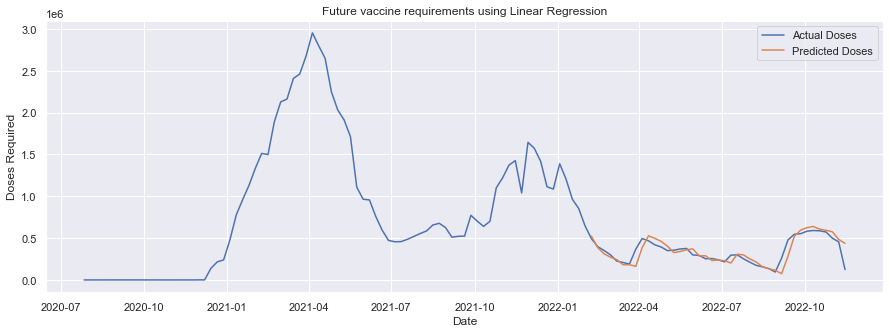 Future vaccine requirements using Linear Regression
1e6
Actual Doses
Predicted Doses
3.0
2.5
2.0
1.5
1.0
0.5
0.0
Doses Required
2020-07
2020-10
2021-01
2021-04
2021-07
2021-10
2022-01
2022-04
2022-07
2022-10
Date